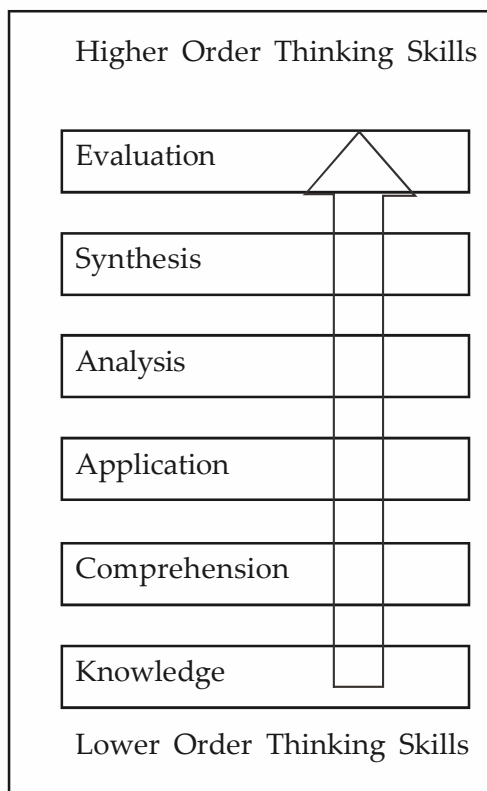 Higher Order Thinking Skills
Evaluation
Synthesis
Analysis
Application
Comprehension
Knowledge
Lower Order Thinking Skills